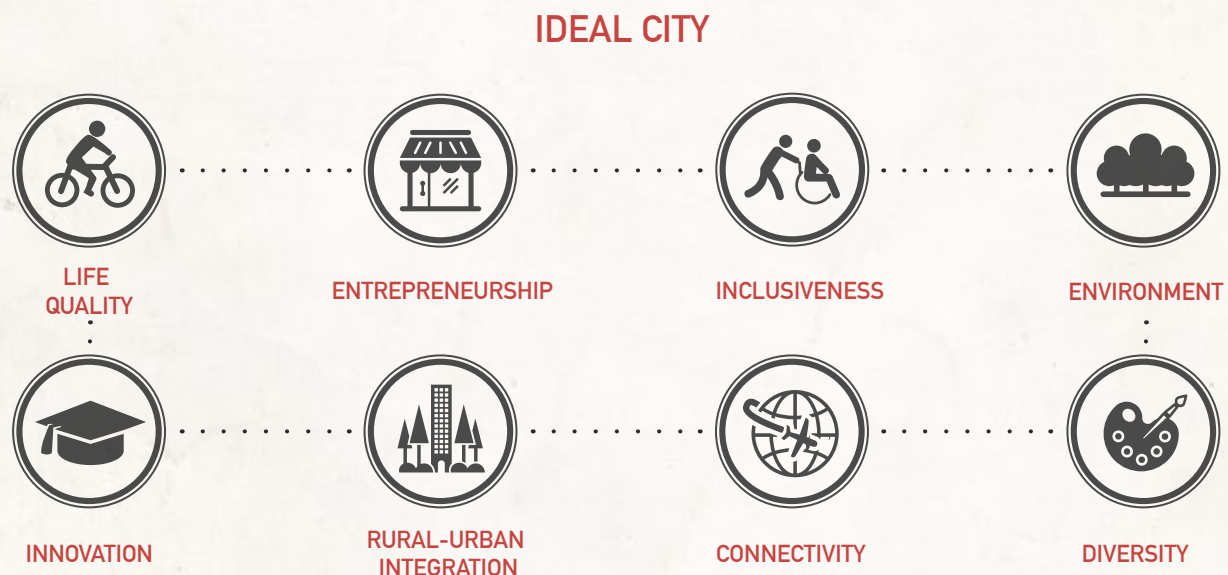 IDEAL CITY
LIFE
QUALITY
ENTREPRENEURSHIP
INCLUSIVENESS
ENVIRONMENT
INNOVATION
RURAL-URBAN
INTEGRATION
CONNECTIVITY
DIVERSITY